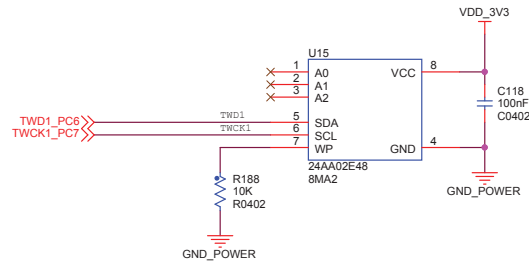 VDD_3V3
U15
1 A0 VCC 8
2 A1
3 A2
C118
100nF
C0402
TWD1_PC6 TWD1 5 SDA
TWCK1_PC7 TWCK1 6 SCL
7 WP GND 4
24AA02E48
8MA2
R188
10K
R0402
GND_POWER
GND_POWER